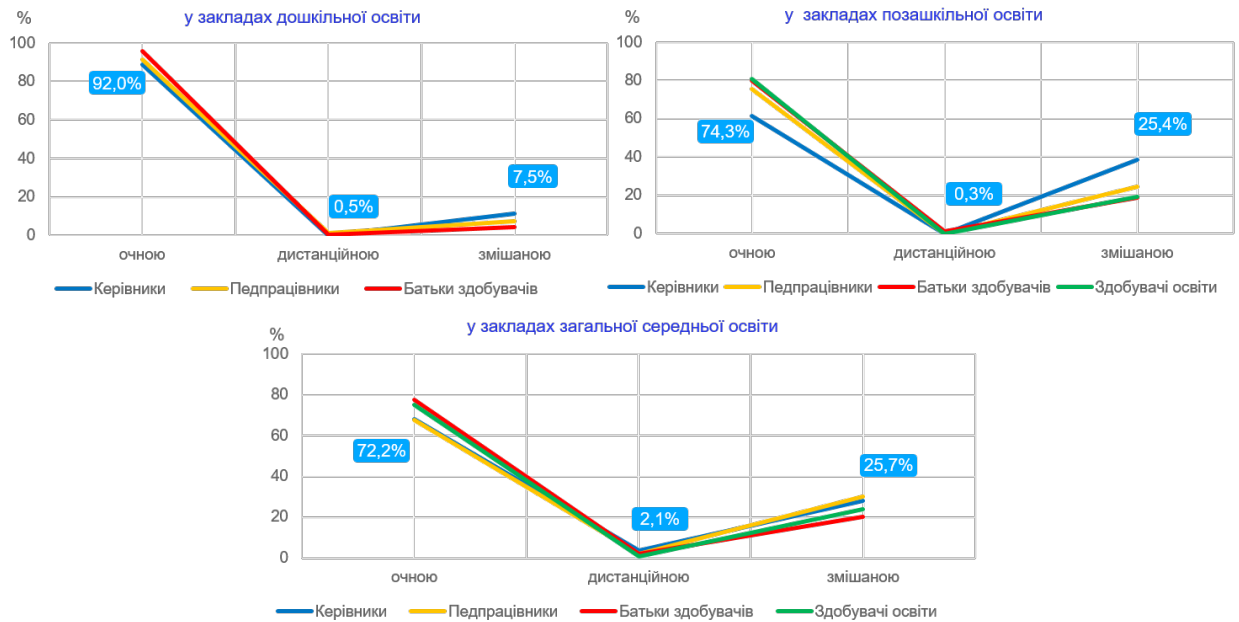 у закладах дошкільної освіти
%
100
80
60
40
20
0
92,0%
0,5%
7,5%
очною
дистанційною
змішаною
Керівники
Педпрацівники
Батьки здобувачів
у закладах позашкільної освіти
%
100
80
60
40
20
0
74,3%
0,3%
25,4%
очною
дистанційною
змішаною
Керівники
Педпрацівники
Батьки здобувачів
Здобувачі освіти
у закладах загальної середньої освіти
%
100
80
60
40
20
0
72,2%
2,1%
25,7%
очною
дистанційною
змішаною
Керівники
Педпрацівники
Батьки здобувачів
Здобувачі освіти